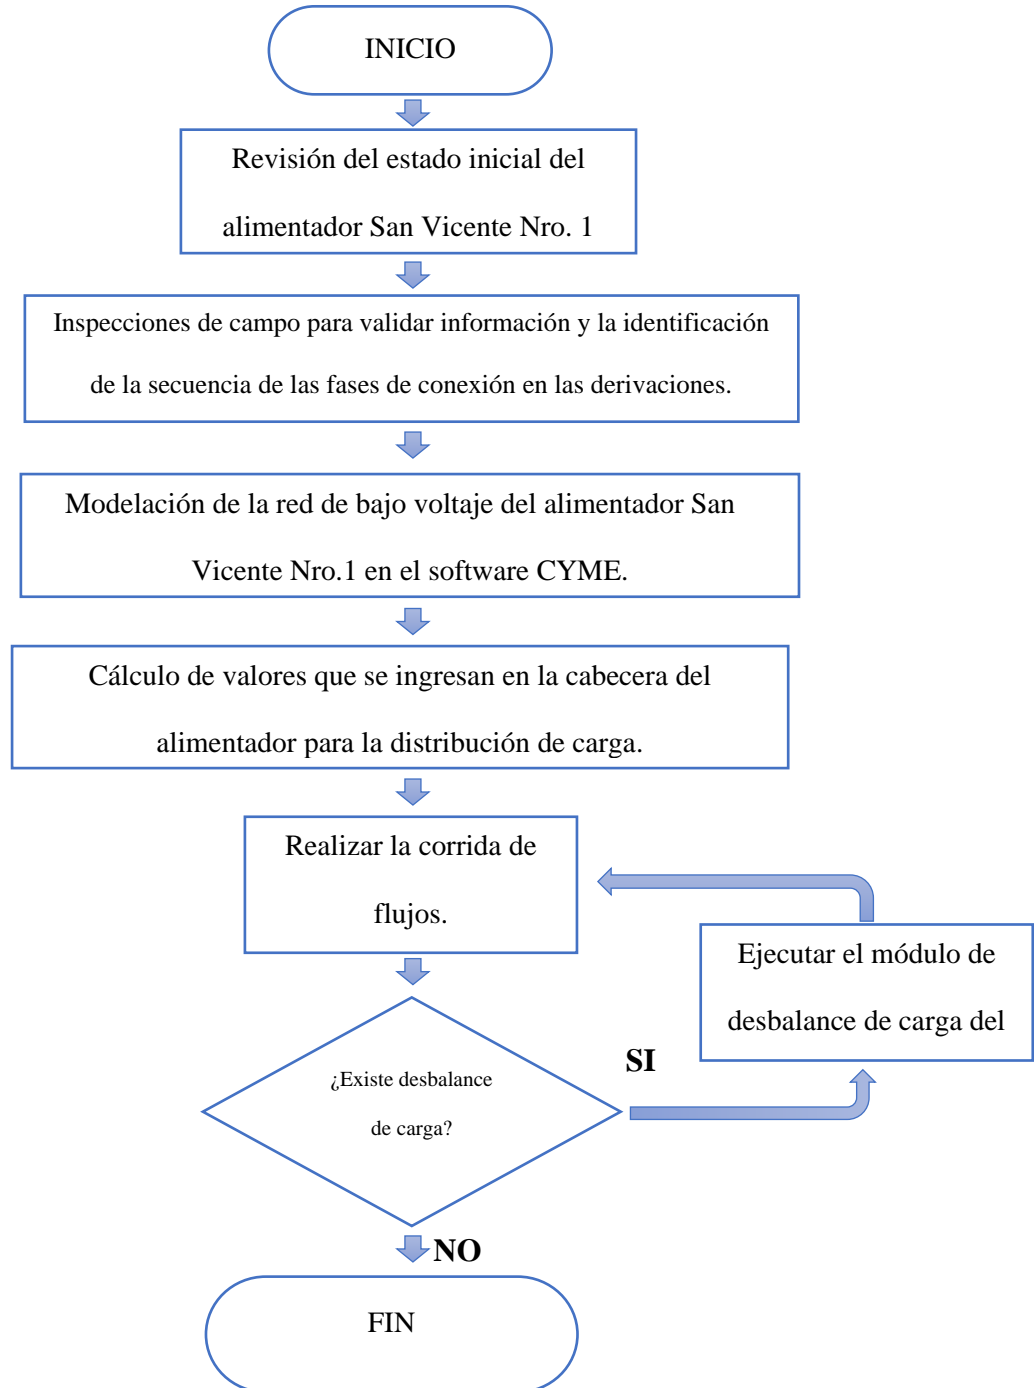 INICIO
Revisión del estado inicial del
alimentador San Vicente Nro. 1
Inspecciones de campo para validar información y la identificación
de la secuencia de las fases de conexión en las derivaciones.
Modelación de la red de bajo voltaje del alimentador San
Vicente Nro.1 en el software CYME.
Cálculo de valores que se ingresan en la cabecera del
alimentador para la distribución de carga.
Realizar la corrida de
flujos.
Ejecutar el módulo de
desbalance de carga del
SI
¿Existe desbalance
de carga?
NO
FIN